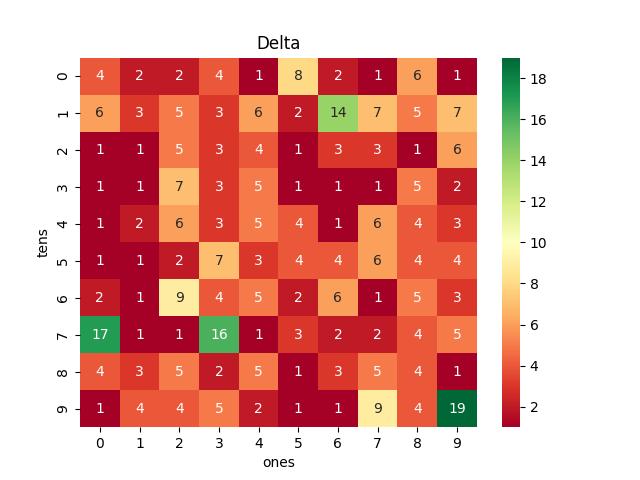 Delta
0 4 2 2 4 1 8 2 1 6 1
1 6 3 5 3 6 2 14 7 5 7
2 1 1 5 3 4 1 3 3 1 6
3 1 1 7 3 5 1 1 1 5 2
4 1 2 6 3 5 4 1 6 4 3
5 1 1 2 7 3 4 4 6 4 4
6 2 1 9 4 5 2 6 1 5 3
7 17 1 1 16 1 3 2 2 4 5
8 4 3 5 2 5 1 3 5 4 1
9 1 4 4 5 2 1 1 9 4 19
0 1 2 3 4 5 6 7 8 9
ones
tens
18
16
14
12
10
8
6
4
2